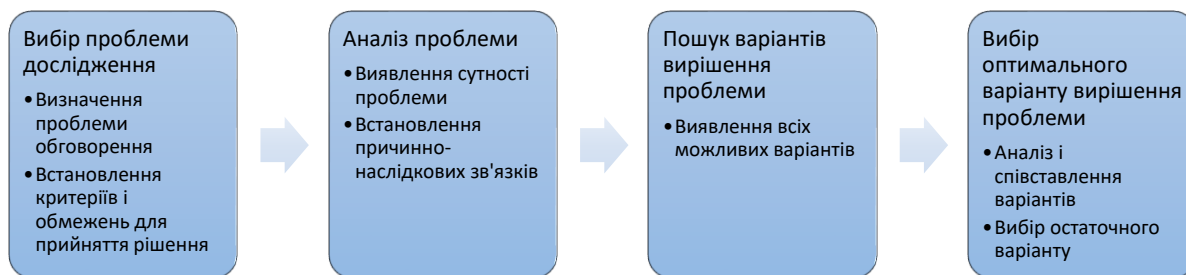 Вибір проблеми
дослідження
•Визначення
проблеми
обговорення
•Встановлення
критеріїв і
обмежень для
прийняття рішення
Аналіз проблеми
•Виявлення сутності
проблеми
•Встановлення
причинно-
наслідкових зв'язків
Пошук варіантів
вирішення
проблеми
•Виявлення всіх
можливих варіантів
Вибір
оптимального
варіанту вирішення
проблеми
•Аналіз і
співставлення
варіантів
•Вибір остаточного
варіанту